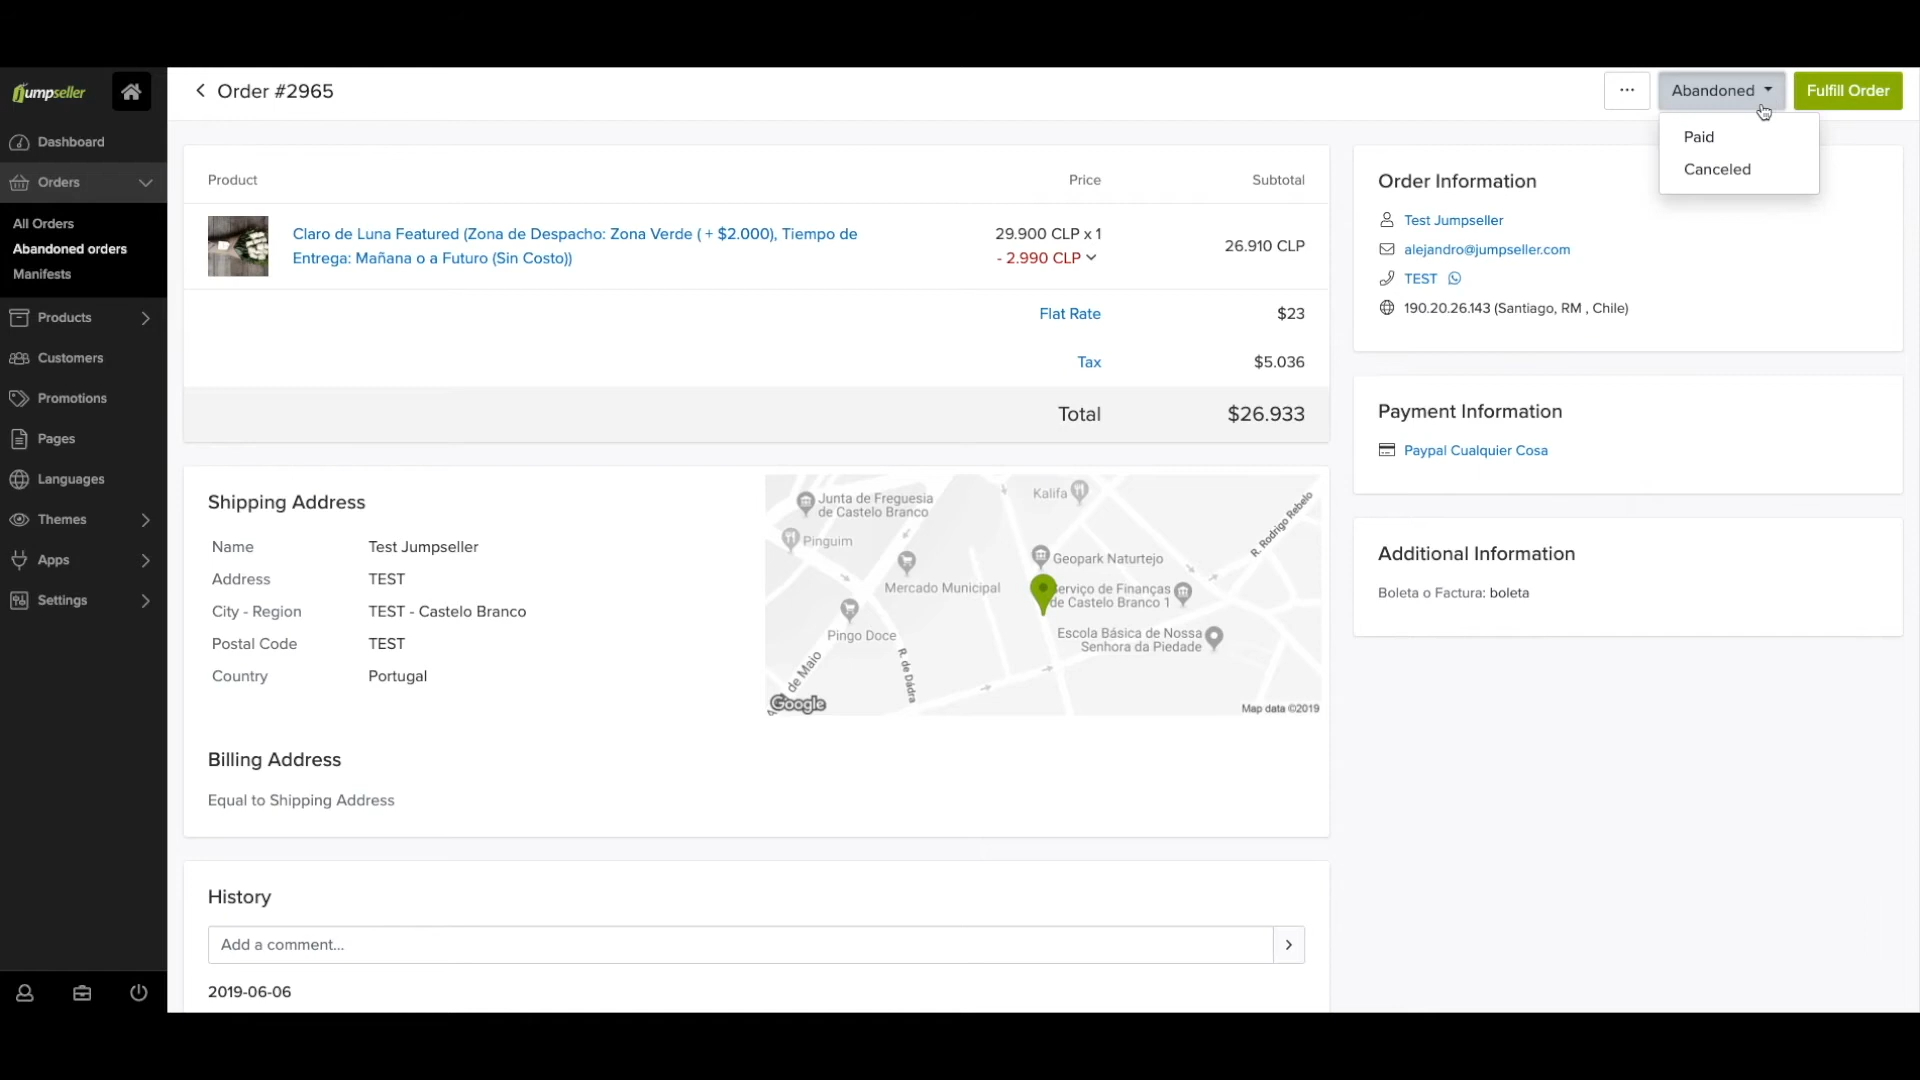 jumpseller
Order #2965
...
Abandoned
Fulfill Order
Paid
Canceled
Dashboard
Orders
All Orders
Abandoned orders
Manifests
Products
Customers
Promotions
Pages
Languages
Themes
Apps
Settings
Product
Price
Subtotal
Claro de Luna Featured (Zona de Despacho: Zona Verde ( + $2.000), Tiempo de
Entrega: Mañana o a Futuro (Sin Costo))
29.900 CLP x 1
- 2.990 CLP
26.910 CLP
Flat Rate
$23
Tax
$5.036
Total
$26.933
Shipping Address
Name
Test Jumpseller
Address
TEST
City - Region
TEST - Castelo Branco
Postal Code
TEST
Country
Portugal
Junta de Freguesia
de Castelo Branco
Kalifa
R. Rodrigo Rebelo
Pinguim
Geopark Naturtejo
Mercado Municipal
erviço de Finanças
de Castelo Branco 1
Pingo Doce
Escola Básica de Nossa
Senhora da Piedade
de Maio
R. de Dádra
Google
Map data ©2019
Billing Address
Equal to Shipping Address
History
Add a comment...
2019-06-06
Order Information
Test Jumpseller
alejandro@jumpseller.com
TEST
190.20.26.143 (Santiago, RM , Chile)
Payment Information
Paypal Cualquier Cosa
Additional Information
Boleta o Factura: boleta